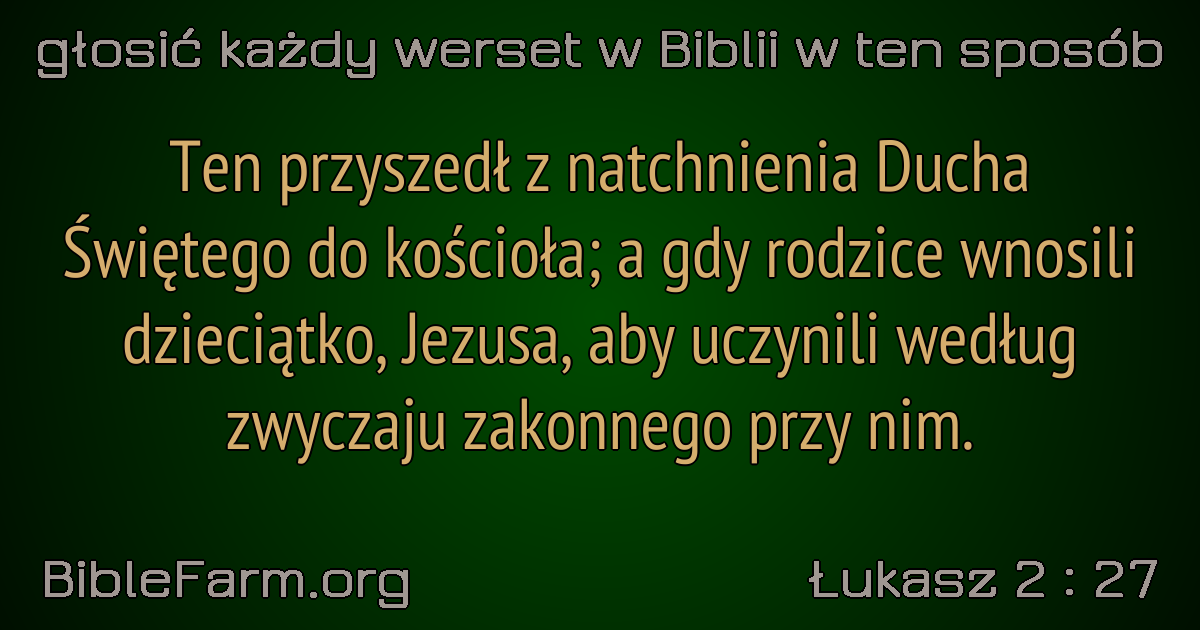 głosić każdy werset w Biblii w ten sposób
Ten przyszedł z natchnienia Ducha
Świętego do kościoła; a gdy rodzice wnosili
dzieciątko, Jezusa, aby uczynili według
zwyczaju zakonnego przy nim.
BibleFarm.org
Łukasz 2 : 27